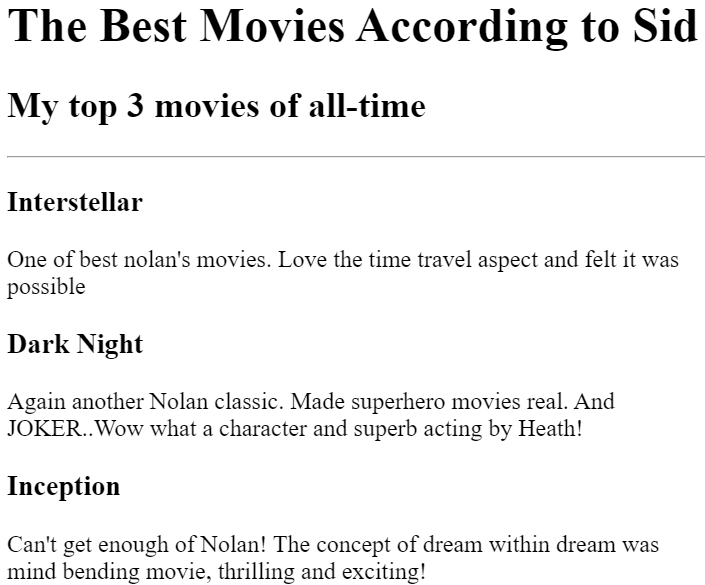 The Best Movies According to Sid
My top 3 movies of all-time
Interstellar
One of best nolan's movies. Love the time travel aspect and felt it was
possible
Dark Night
Again another Nolan classic. Made superhero movies real. And
JOKER..Wow what a character and superb acting by Heath!
Inception
Can't get enough of Nolan! The concept of dream within dream was
mind bending movie, thrilling and exciting!